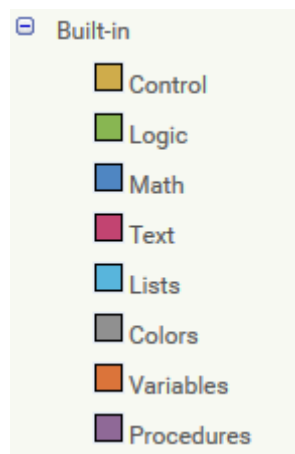 Built-in
Control
Logic
Math
Text
Lists
Colors
Variables
Procedures